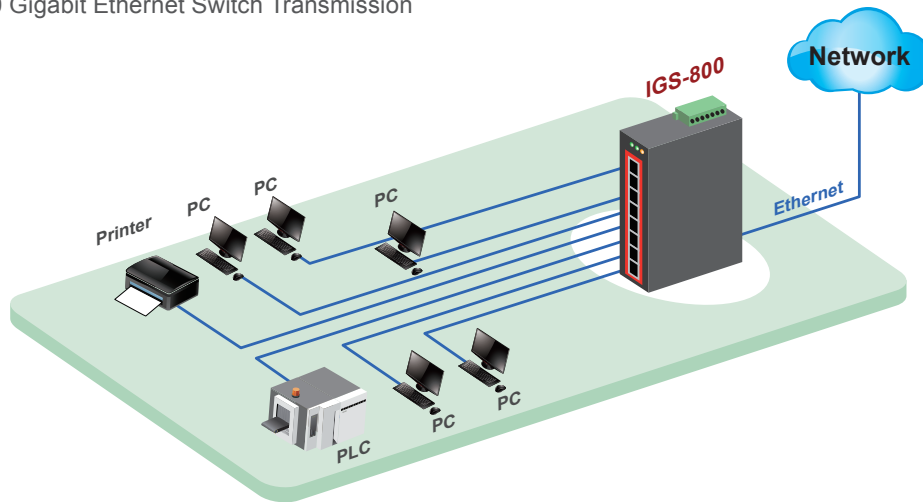 Gigabit Ethernet Switch Transmission
Network
IGS-800
PC
PC
PC
Ethernet
Printer
PC
PC
PLC